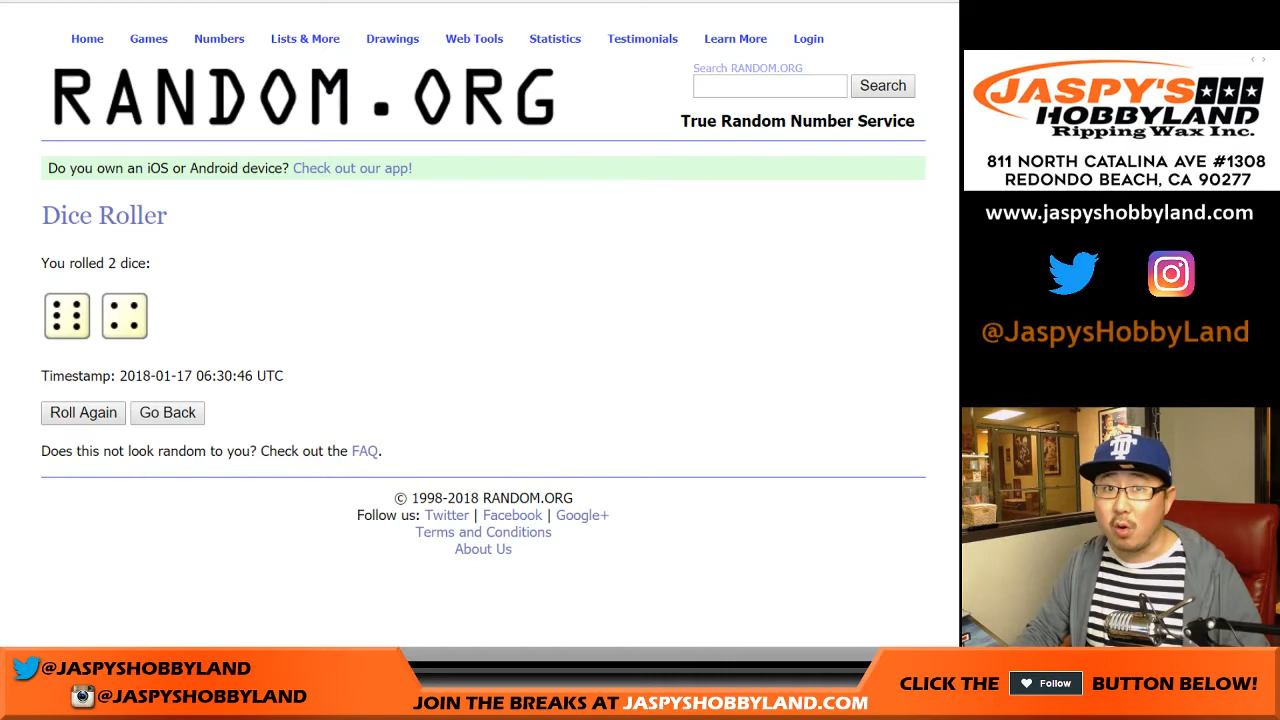 Home Games Numbers Lists & More Drawings Web Tools Statistics Testimonials Learn More Login
RANDOM.ORG
Search RANDOM.ORG
Search
True Random Number Service
Do you own an iOS or Android device? Check out our app!
Dice Roller
You rolled 2 dice:
Timestamp: 2018-01-17 06:30:46 UTC
Roll Again Go Back
Does this not look random to you? Check out the FAQ.
© 1998-2018 RANDOM.ORG
Follow us: Twitter | Facebook | Google+
Terms and Conditions
About Us
JASPY'S
HOBBYLAND
Ripping Wax Inc.
811 NORTH CATALINA AVE #1308
REDONDO BEACH, CA 90277
www.jaspyshobbyland.com
@JaspysHobbyLand
@JASPYSHOBBYLAND
@JASPYSHOBBYLAND
JOIN THE BREAKS AT JASPYSHOBBYLAND.COM
CLICK THE Follow BUTTON BELOW!